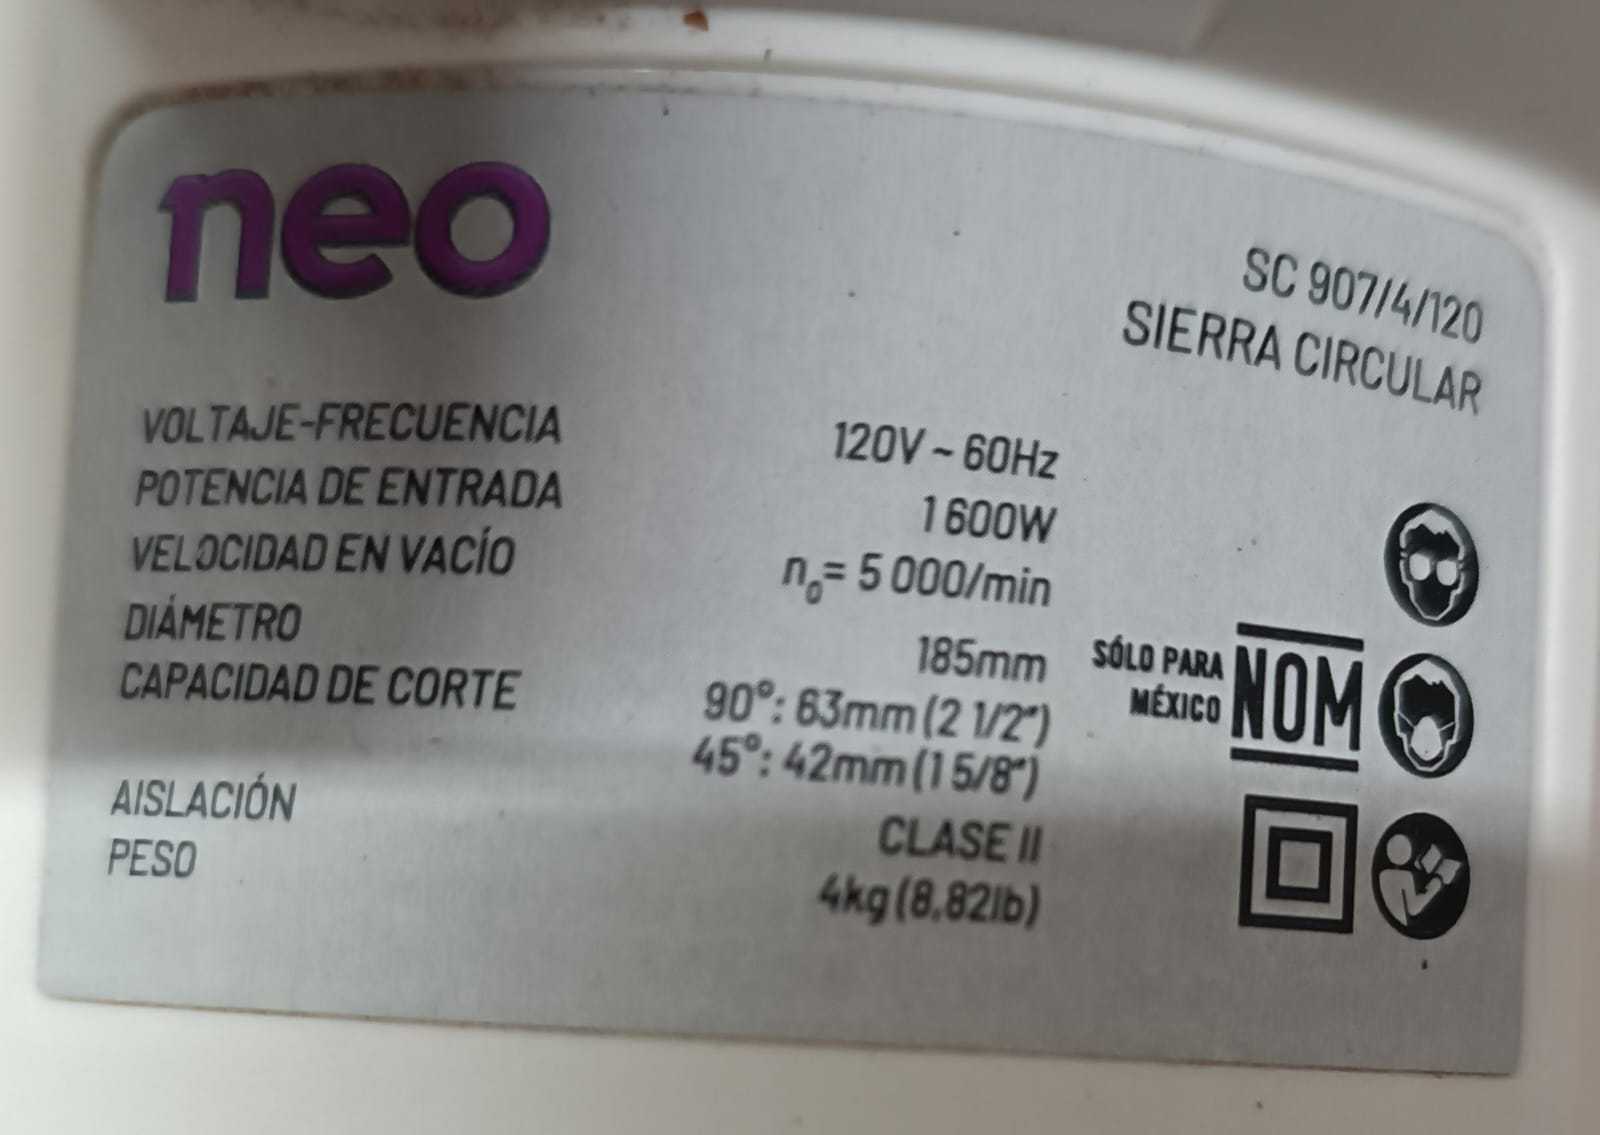 neo
SC 907/4/120
SIERRA CIRCULAR
VOLTAJE-FRECUENCIA 120V ~ 60Hz
POTENCIA DE ENTRADA 1 600W
VELOCIDAD EN VACÍO n₀= 5 000/min
DIÁMETRO 185mm
CAPACIDAD DE CORTE 90°: 63mm (2 1/2")
45°: 42mm (1 5/8")
AISLACIÓN CLASE II
PESO 4kg (8,82lb)
SÓLO PARA
MÉXICO
NOM